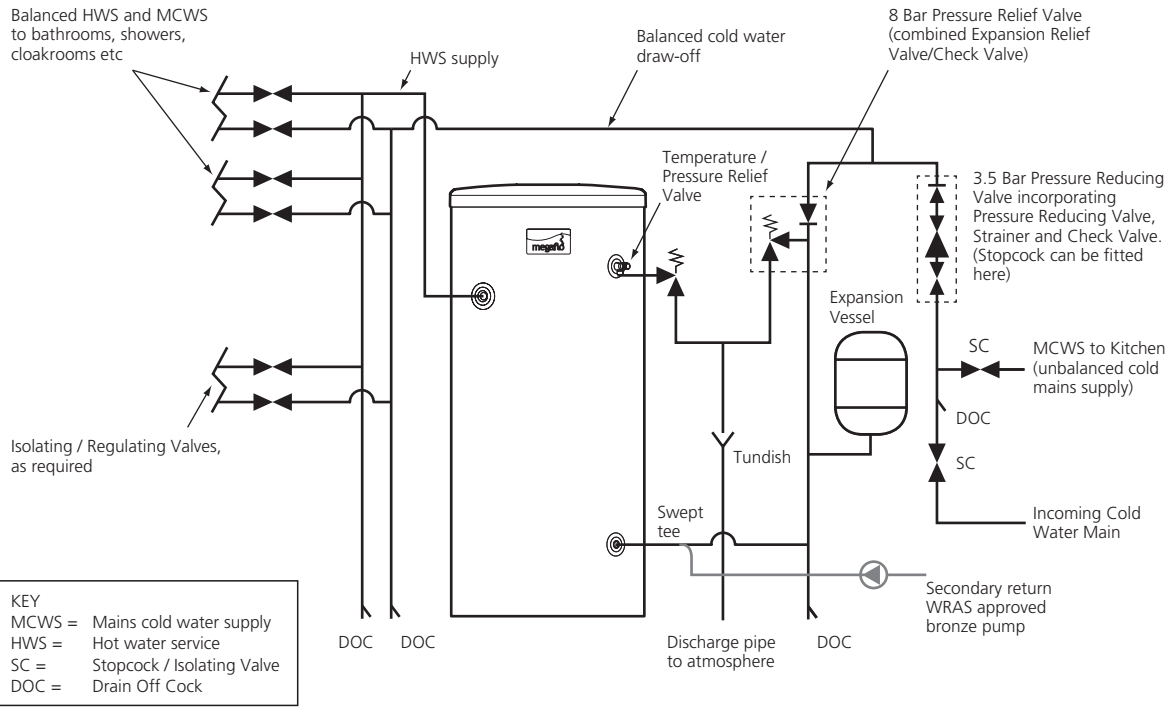 Balanced HWS and MCWS
to bathrooms, showers,
cloakrooms etc
HWS supply
Balanced cold water
draw-off
8 Bar Pressure Relief Valve
(combined Expansion Relief
Valve/Check Valve)
Temperature /
Pressure Relief
Valve
3.5 Bar Pressure Reducing
Valve incorporating
Pressure Reducing Valve,
Strainer and Check Valve.
(Stopcock can be fitted
here)
megaflo
Expansion
Vessel
SC
MCWS to Kitchen
(unbalanced cold
mains supply)
DOC
SC
Isolating / Regulating Valves,
as required
Tundish
Incoming Cold
Water Main
Swept
tee
Secondary return
WRAS approved
bronze pump
DOC
DOC
Discharge pipe
to atmosphere
DOC
KEY
MCWS = Mains cold water supply
HWS = Hot water service
SC = Stopcock / Isolating Valve
DOC = Drain Off Cock